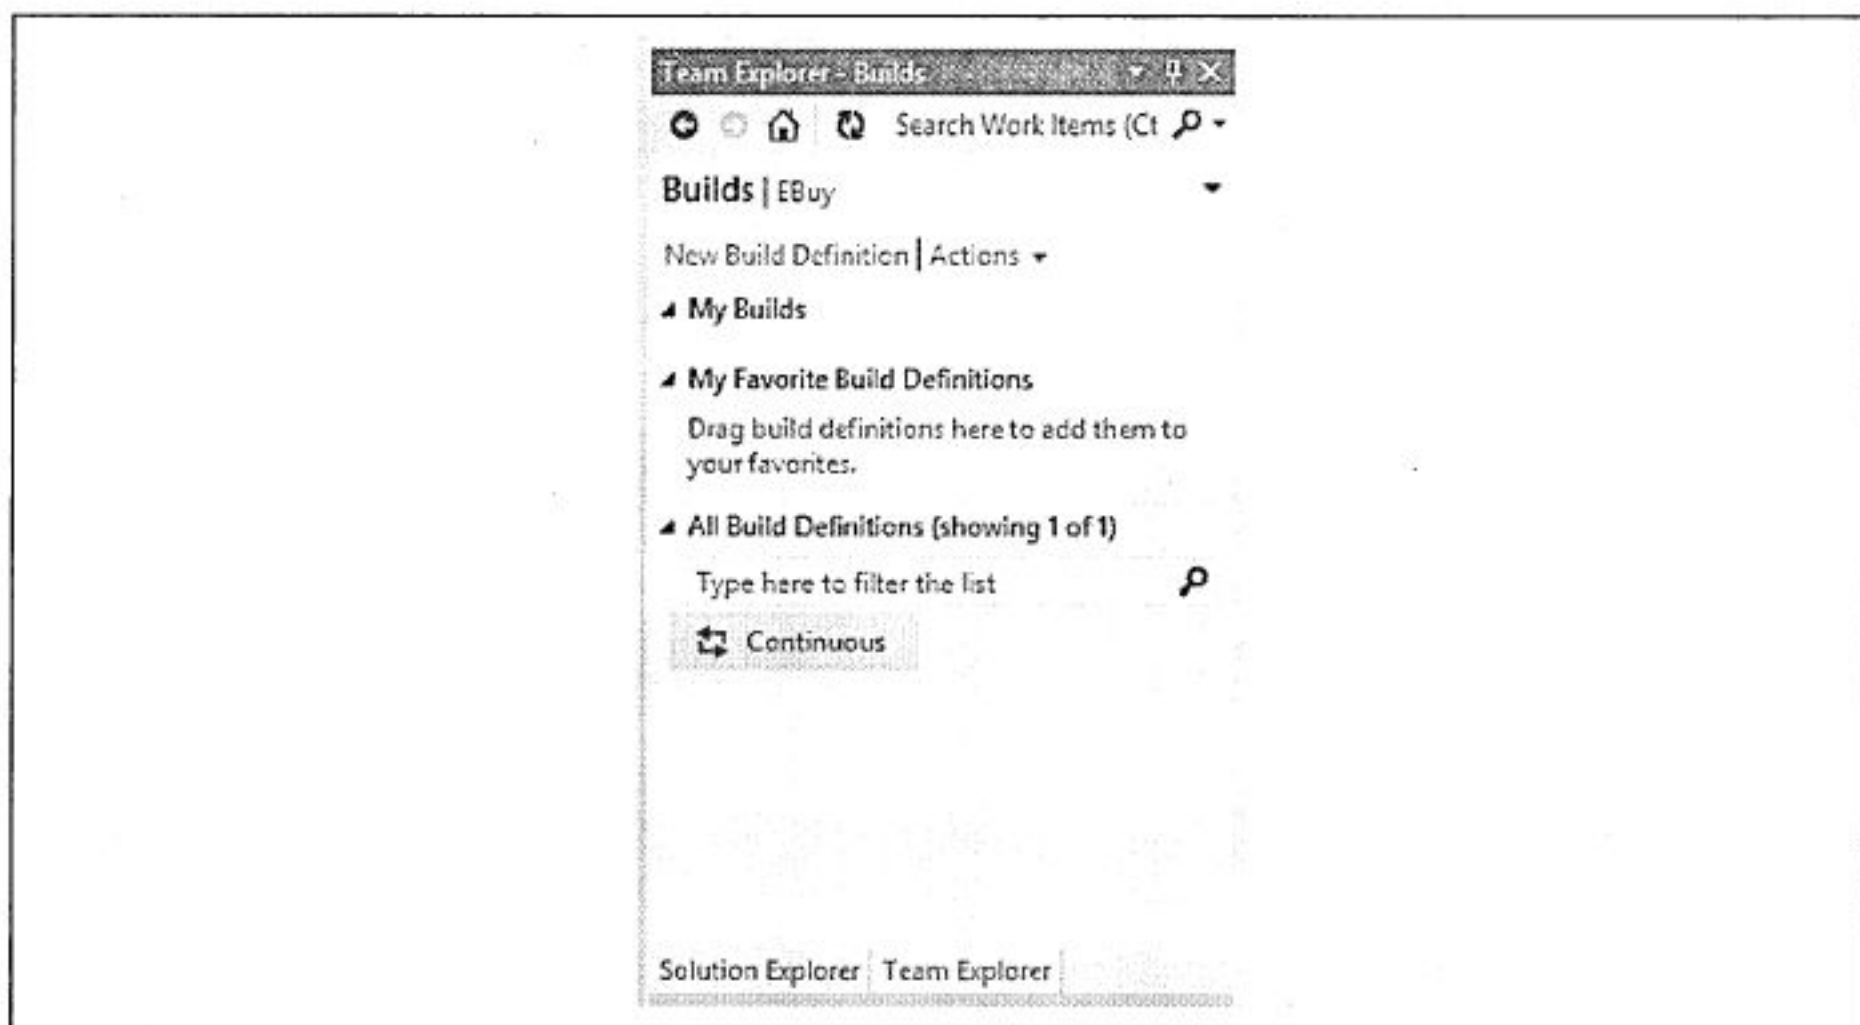 Team Explorer - Builds
Search Work Items (Ct
Builds | EBuy
New Build Definition | Actions
My Builds
My Favorite Build Definitions
Drag build definitions here to add them to
your favorites.
All Build Definitions (showing 1 of 1)
Type here to filter the list
Continuous
Solution Explorer Team Explorer